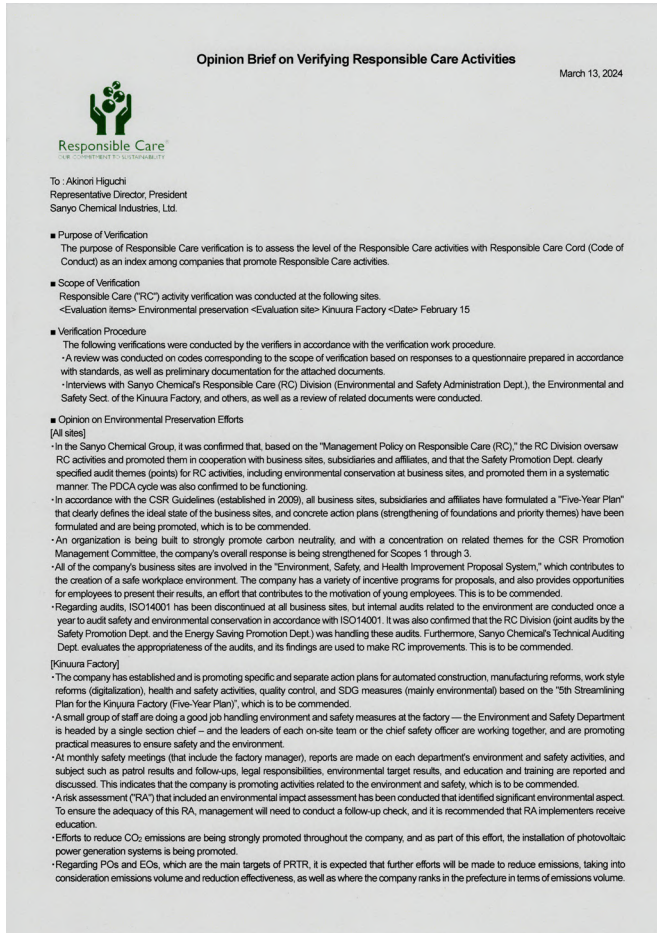 Opinion Brief on Verifying Responsible Care Activities
March 13, 2024
Responsible Care®
OUR COMMITMENT TO SUSTAINABILITY
To : Akinori Higuchi
Representative Director, President
Sanyo Chemical Industries, Ltd.
■ Purpose of Verification
The purpose of Responsible Care verification is to assess the level of the Responsible Care activities with Responsible Care Cord (Code of
Conduct) as an index among companies that promote Responsible Care activities.
■ Scope of Verification
Responsible Care ("RC") activity verification was conducted at the following sites.
<Evaluation items> Environmental preservation <Evaluation site> Kinuura Factory <Date> February 15
■ Verification Procedure
The following verifications were conducted by the verifiers in accordance with the verification work procedure.
・A review was conducted on codes corresponding to the scope of verification based on responses to a questionnaire prepared in accordance
with standards, as well as preliminary documentation for the attached documents.
・Interviews with Sanyo Chemical's Responsible Care (RC) Division (Environmental and Safety Administration Dept.), the Environmental and
Safety Sect. of the Kinuura Factory, and others, as well as a review of related documents were conducted.
■ Opinion on Environmental Preservation Efforts
[All sites]
・In the Sanyo Chemical Group, it was confirmed that, based on the "Management Policy on Responsible Care (RC)," the RC Division oversaw
RC activities and promoted them in cooperation with business sites, subsidiaries and affiliates, and that the Safety Promotion Dept. clearly
specified audit themes (points) for RC activities, including environmental conservation at business sites, and promoted them in a systematic
manner. The PDCA cycle was also confirmed to be functioning.
・In accordance with the CSR Guidelines (established in 2009), all business sites, subsidiaries and affiliates have formulated a "Five-Year Plan"
that clearly defines the ideal state of the business sites, and concrete action plans (strengthening of foundations and priority themes) have been
formulated and are being promoted, which is to be commended.
・An organization is being built to strongly promote carbon neutrality, and with a concentration on related themes for the CSR Promotion
Management Committee, the company's overall response is being strengthened for Scopes 1 through 3.
・All of the company's business sites are involved in the "Environment, Safety, and Health Improvement Proposal System," which contributes to
the creation of a safe workplace environment. The company has a variety of incentive programs for proposals, and also provides opportunities
for employees to present their results, an effort that contributes to the motivation of young employees. This is to be commended.
・Regarding audits, ISO14001 has been discontinued at all business sites, but internal audits related to the environment are conducted once a
year to audit safety and environmental conservation in accordance with ISO14001. It was also confirmed that the RC Division (joint audits by the
Safety Promotion Dept. and the Energy Saving Promotion Dept.) was handling these audits. Furthermore, Sanyo Chemical's Technical Auditing
Dept. evaluates the appropriateness of the audits, and its findings are used to make RC improvements. This is to be commended.
[Kinuura Factory]
・The company has established and is promoting specific and separate action plans for automated construction, manufacturing reforms, work style
reforms (digitalization), health and safety activities, quality control, and SDG measures (mainly environmental) based on the "5th Streamlining
Plan for the Kinuura Factory (Five-Year Plan)", which is to be commended.
・A small group of staff are doing a good job handling environment and safety measures at the factory — the Environment and Safety Department
is headed by a single section chief – and the leaders of each on-site team or the chief safety officer are working together, and are promoting
practical measures to ensure safety and the environment.
・At monthly safety meetings (that include the factory manager), reports are made on each department's environment and safety activities, and
subject such as patrol results and follow-ups, legal responsibilities, environmental target results, and education and training are reported and
discussed. This indicates that the company is promoting activities related to the environment and safety, which is to be commended.
・A risk assessment ("RA") that included an environmental impact assessment has been conducted that identified significant environmental aspect.
To ensure the adequacy of this RA, management will need to conduct a follow-up check, and it is recommended that RA implementers receive
education.
・Efforts to reduce CO₂ emissions are being strongly promoted throughout the company, and as part of this effort, the installation of photovoltaic
power generation systems is being promoted.
・Regarding POs and EOs, which are the main targets of PRTR, it is expected that further efforts will be made to reduce emissions, taking into
consideration emissions volume and reduction effectiveness, as well as where the company ranks in the prefecture in terms of emissions volume.